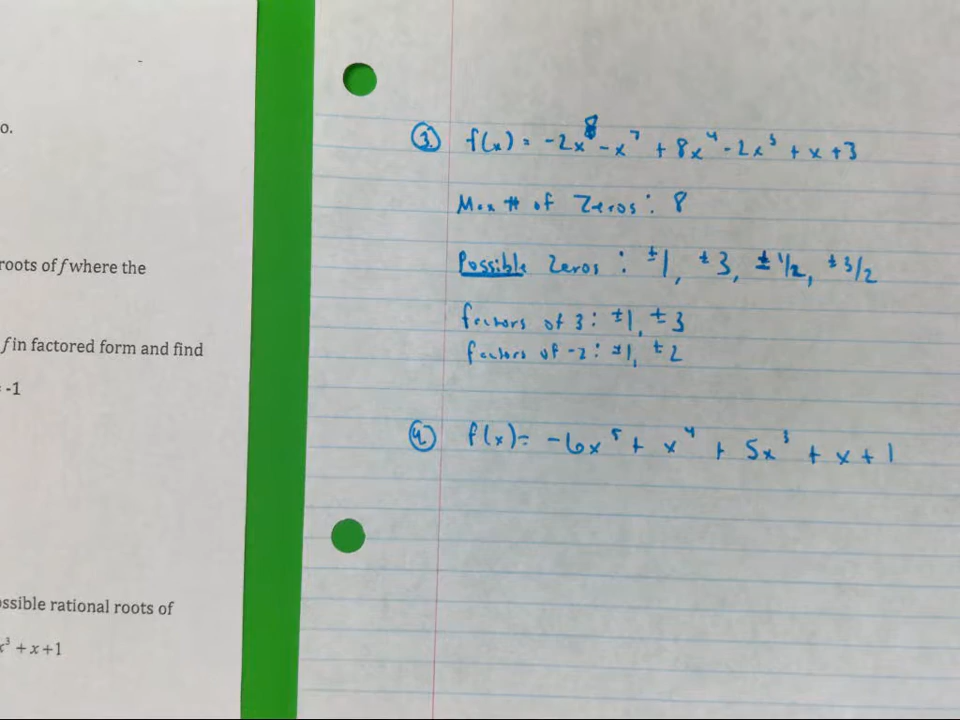 o.
roots of f where the
f in factored form and find
= -1
ssible rational roots of
x³ + x + 1
③ f(x) = -2x⁸ - x⁷ + 8x⁴ - 2x³ + x + 3
Max # of Zeros: 8
Possible Zeros: ±1, ±3, ±1/2, ±3/2
factors of 3: ±1, ±3
factors of -2: ±1, ±2
④ f(x) = -6x⁵ + x⁴ + 5x³ + x + 1